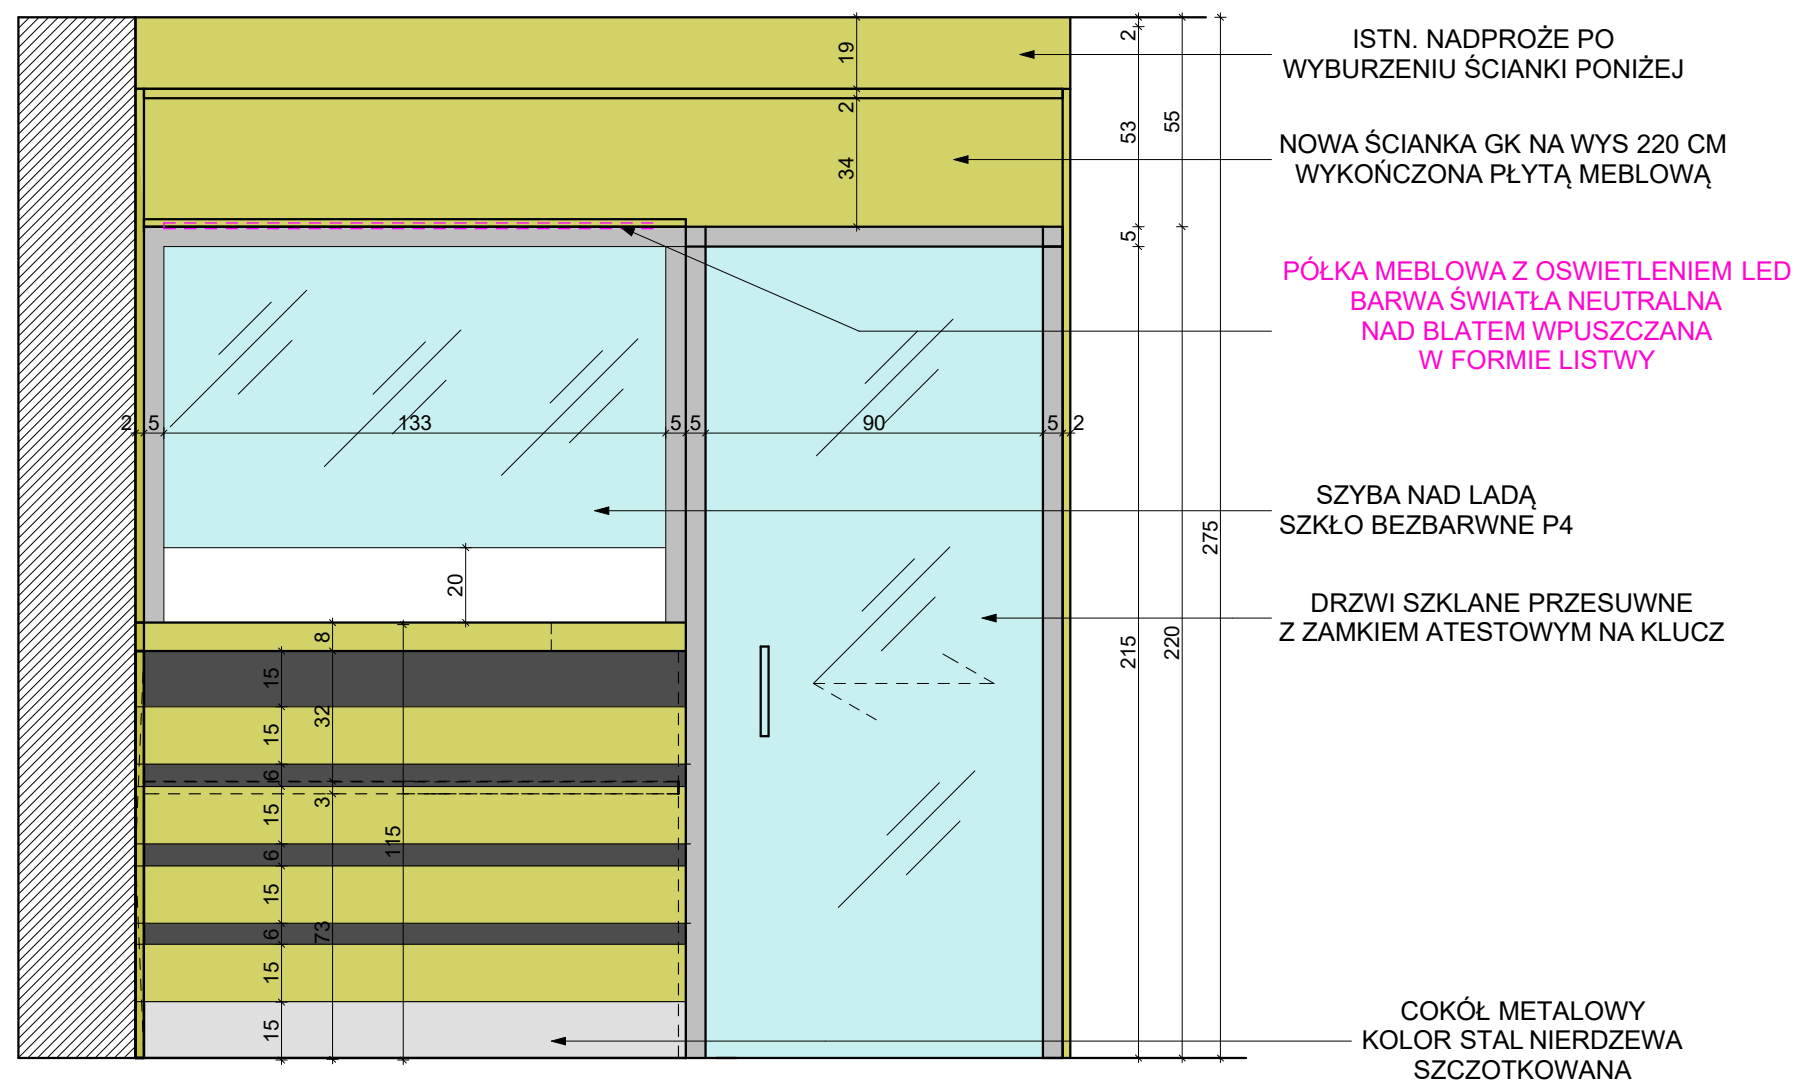 ISTN. NADPROŻE PO
WYBURZENIU ŚCIANKI PONIŻEJ
NOWA ŚCIANKA GK NA WYS 220 CM
WYKOŃCZONA PŁYTĄ MEBLOWĄ
PÓŁKA MEBLOWA Z OSWIETLENIEM LED
BARWA ŚWIATŁA NEUTRALNA
NAD BLATEM WPUSZCZANA
W FORMIE LISTWY
SZYBA NAD LADĄ
SZKŁO BEZBARWNE P4
DRZWI SZKLANE PRZESUWNE
Z ZAMKIEM ATESTOWYM NA KLUCZ
COKÓŁ METALOWY
KOLOR STAL NIERDZEWA
SZCZOTKOWANA
19
2
34
2
53
5
215
55
220
275
2 5 133 5 5 90 5 2
20
8
32
3
73
115
15
15
6
15
6
15
6
15
15